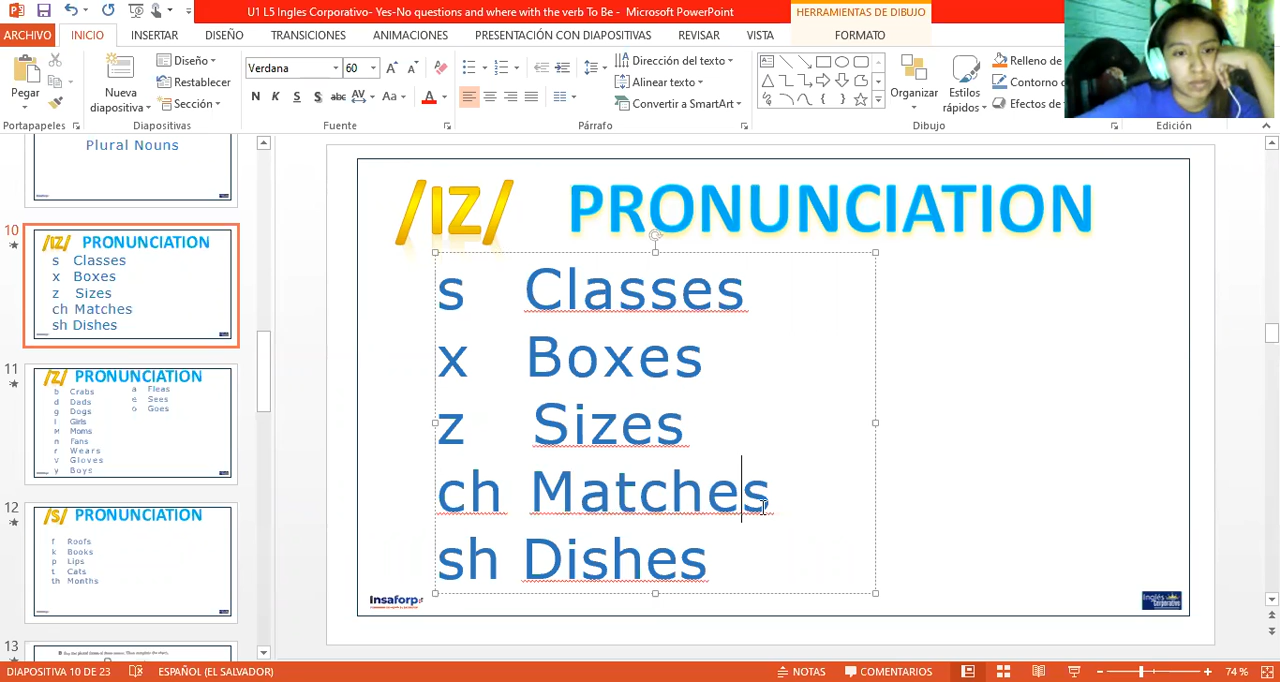 U1 L5 Ingles Corporativo- Yes-No questions and where with the verb To Be - Microsoft PowerPoint
HERRAMIENTAS DE DIBUJO
ARCHIVO INICIO INSERTAR DISEÑO TRANSICIONES ANIMACIONES PRESENTACIÓN CON DIAPOSITIVAS REVISAR VISTA FORMATO
Pegar
Nueva
diapositiva
Diseño
Restablecer
Sección
Verdana 60
N K S S abc AV Aa A
Dirección del texto
Alinear texto
Convertir a SmartArt
Organizar
Estilos
rápidos
Relleno de
Contorno
Efectos de
Portapapeles Diapositivas Fuente Párrafo Dibujo Edición
Plural Nouns
10
/IZ/ PRONUNCIATION
s Classes
x Boxes
z Sizes
ch Matches
sh Dishes
11
/Z/ PRONUNCIATION
b Crabs
d Dads
g Dogs
l Girls
M Moms
n Fans
r Wears
v Gloves
y Boys
a Fleas
e Sees
o Goes
12
/S/ PRONUNCIATION
f Roofs
k Books
p Lips
t Cats
th Months
13
/IZ/ PRONUNCIATION
s Classes
x Boxes
z Sizes
ch Matches
sh Dishes
Insaforp
Inglés
Corporativo
DIAPOSITIVA 10 DE 23 ESPAÑOL (EL SALVADOR) NOTAS COMENTARIOS 74 %